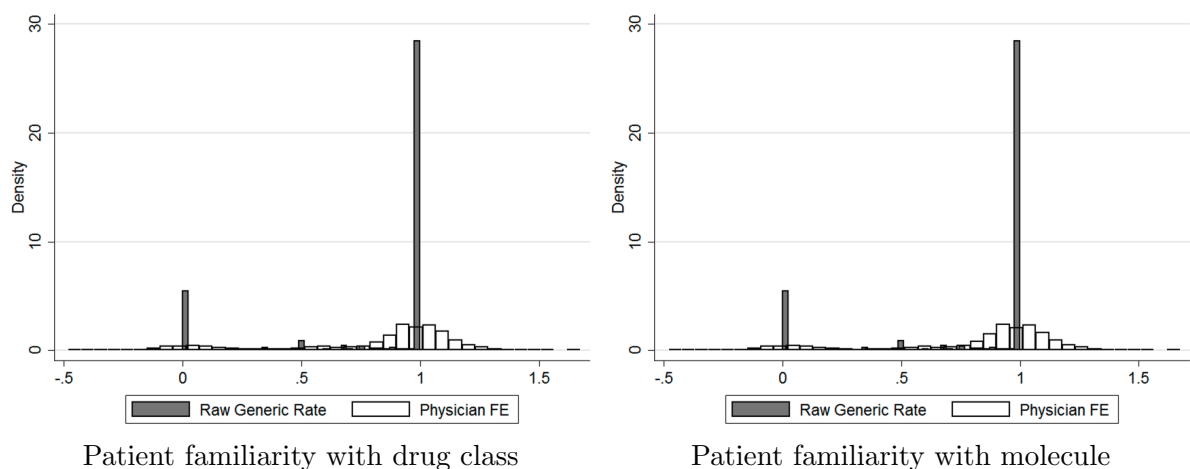 Density
30
20
10
0
-.5 0 .5 1 1.5
Raw Generic Rate Physician FE
Patient familiarity with drug class
Density
30
20
10
0
-.5 0 .5 1 1.5
Raw Generic Rate Physician FE
Patient familiarity with molecule